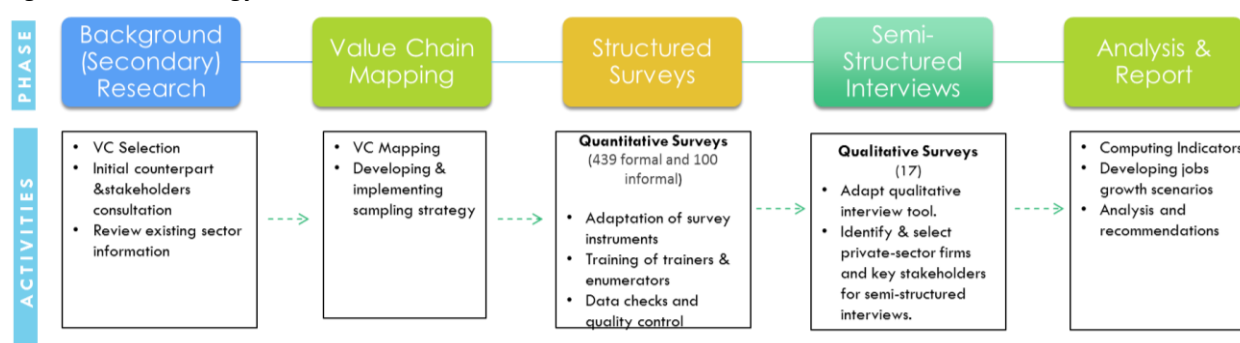 PHASE
Background
(Secondary)
Research
Value Chain
Mapping
Structured
Surveys
Semi-
Structured
Interviews
Analysis &
Report
ACTIVITIES
• VC Selection
• Initial counterpart
&stakeholders
consultation
• Review existing sector
information
• VC Mapping
• Developing &
implementing
sampling strategy
Quantitative Surveys
(439 formal and 100
informal)
• Adaptation of survey
instruments
• Training of trainers &
enumerators
• Data checks and
quality control
Qualitative Surveys
(17)
• Adapt qualitative
interview tool.
• Identify & select
private-sector firms
and key stakeholders
for semi-structured
interviews.
• Computing Indicators
• Developing jobs
growth scenarios
• Analysis and
recommendations